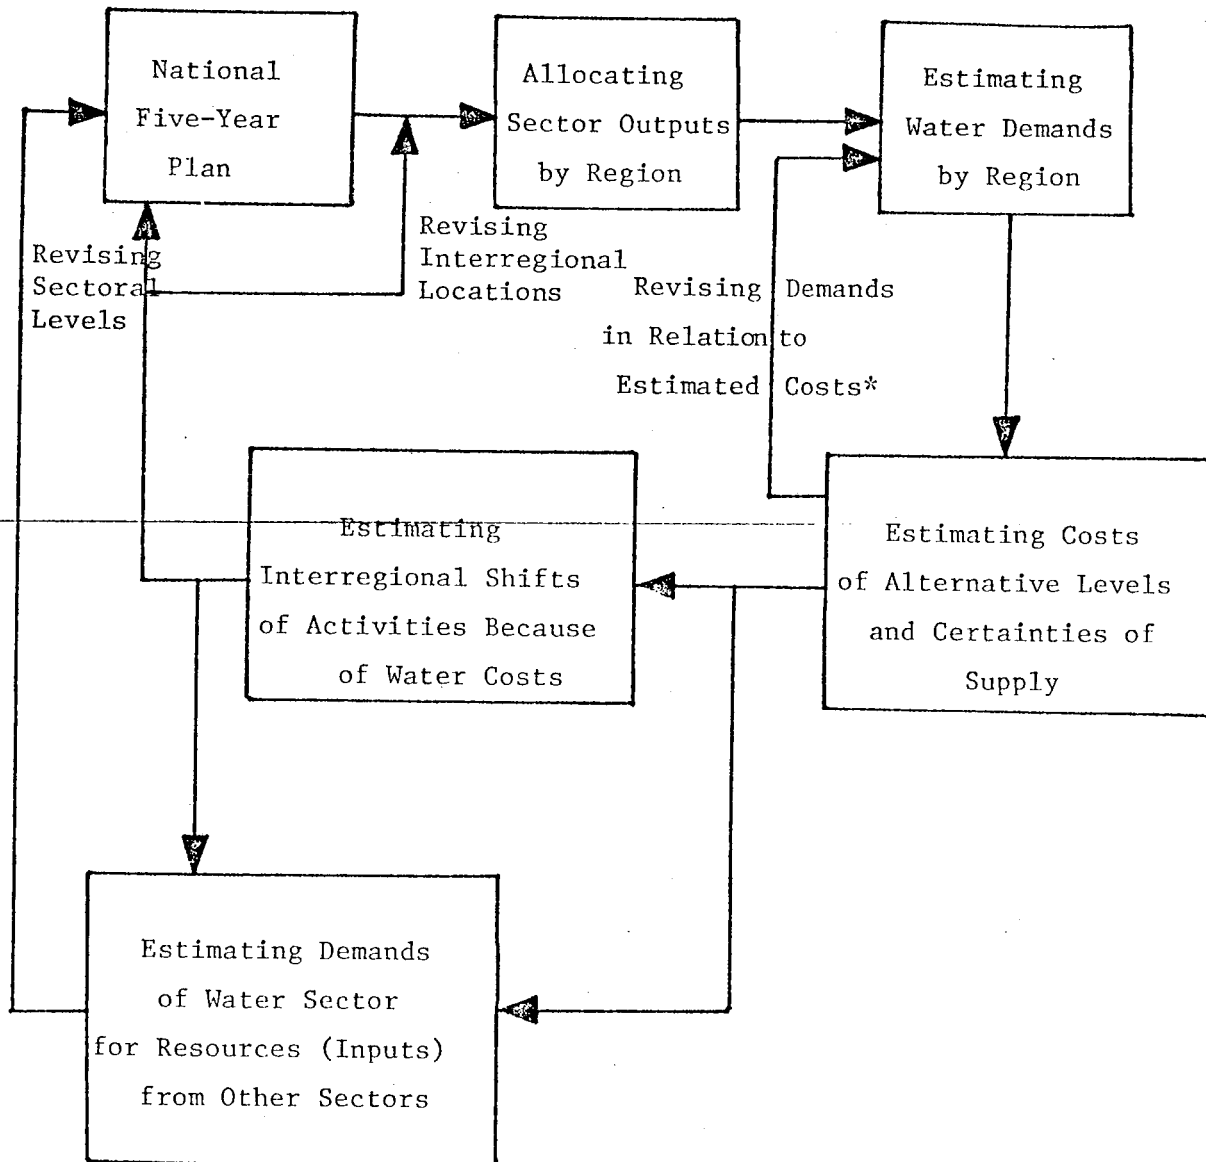 National
Five-Year
Plan
Allocating
Sector Outputs
by Region
Estimating
Water Demands
by Region
Revising
Sectoral
Levels
Revising
Interregional
Locations
Revising Demands
in Relation to
Estimated Costs*
Estimating
Interregional Shifts
of Activities Because
of Water Costs
Estimating Costs
of Alternative Levels
and Certainties of
Supply
Estimating Demands
of Water Sector
for Resources (Inputs)
from Other Sectors